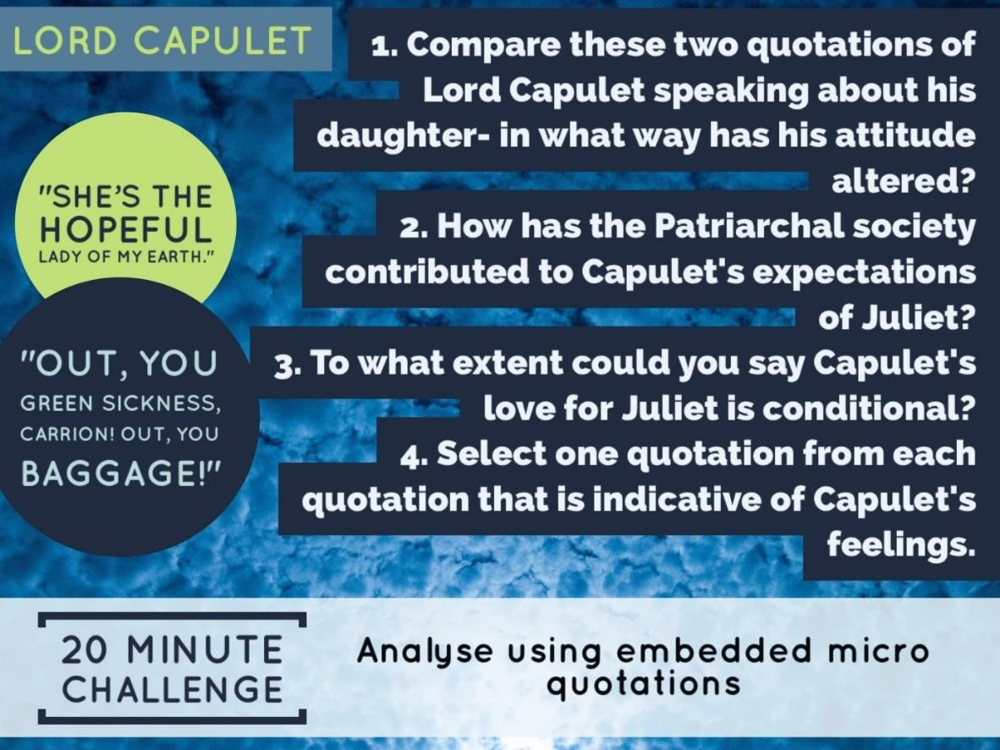 LORD CAPULET
"SHE'S THE
HOPEFUL
LADY OF MY EARTH."
"OUT, YOU
GREEN SICKNESS,
CARRION! OUT, YOU
BAGGAGE!"
1. Compare these two quotations of
Lord Capulet speaking about his
daughter- in what way has his attitude
altered?
2. How has the Patriarchal society
contributed to Capulet's expectations
of Juliet?
3. To what extent could you say Capulet's
love for Juliet is conditional?
4. Select one quotation from each
quotation that is indicative of Capulet's
feelings.
20 MINUTE
CHALLENGE
Analyse using embedded micro
quotations